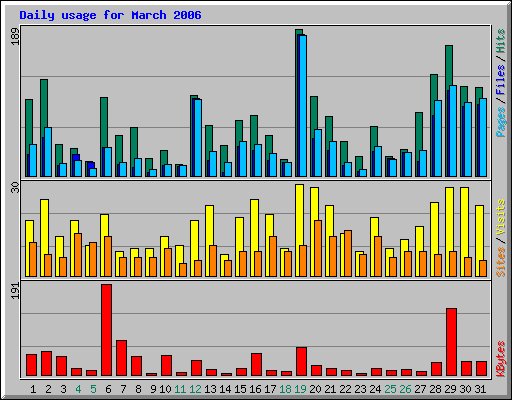 Daily usage for March 2006
189
Pages / Files / Hits
30
Sites / Visits
191
KBytes
1 2 3 4 5 6 7 8 9 10 11 12 13 14 15 16 17 18 19 20 21 22 23 24 25 26 27 28 29 30 31